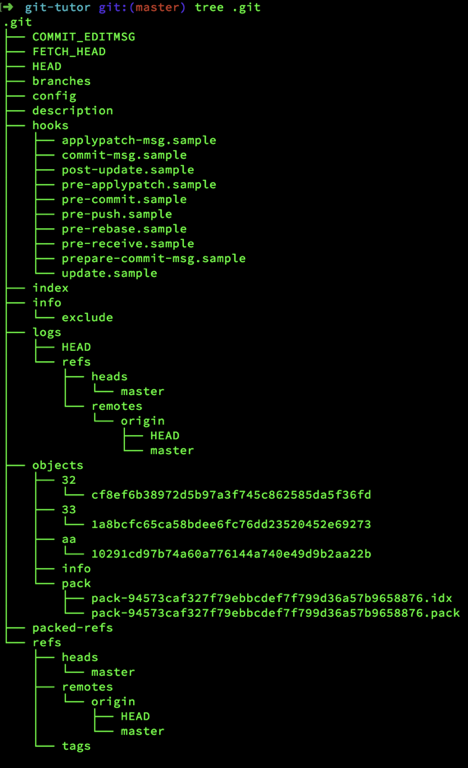 [➜  git-tutor git:(master) tree .git
.git
├── COMMIT_EDITMSG
├── FETCH_HEAD
├── HEAD
├── branches
├── config
├── description
├── hooks
│   ├── applypatch-msg.sample
│   ├── commit-msg.sample
│   ├── post-update.sample
│   ├── pre-applypatch.sample
│   ├── pre-commit.sample
│   ├── pre-push.sample
│   ├── pre-rebase.sample
│   ├── pre-receive.sample
│   ├── prepare-commit-msg.sample
│   └── update.sample
├── index
├── info
│   └── exclude
├── logs
│   ├── HEAD
│   └── refs
│       ├── heads
│       │   └── master
│       └── remotes
│           └── origin
│               ├── HEAD
│               └── master
├── objects
│   ├── 32
│   │   └── cf8ef6b38972d5b97a3f745c862585da5f36fd
│   ├── 33
│   │   └── 1a8bcfc65ca58bdee6fc76dd23520452e69273
│   ├── aa
│   │   └── 10291cd97b74a60a776144a740e49d9b2aa22b
│   ├── info
│   └── pack
│       ├── pack-94573caf327f79ebbcdef7f799d36a57b9658876.idx
│       └── pack-94573caf327f79ebbcdef7f799d36a57b9658876.pack
├── packed-refs
└── refs
    ├── heads
    │   └── master
    ├── remotes
    │   └── origin
    │       ├── HEAD
    │       └── master
    └── tags